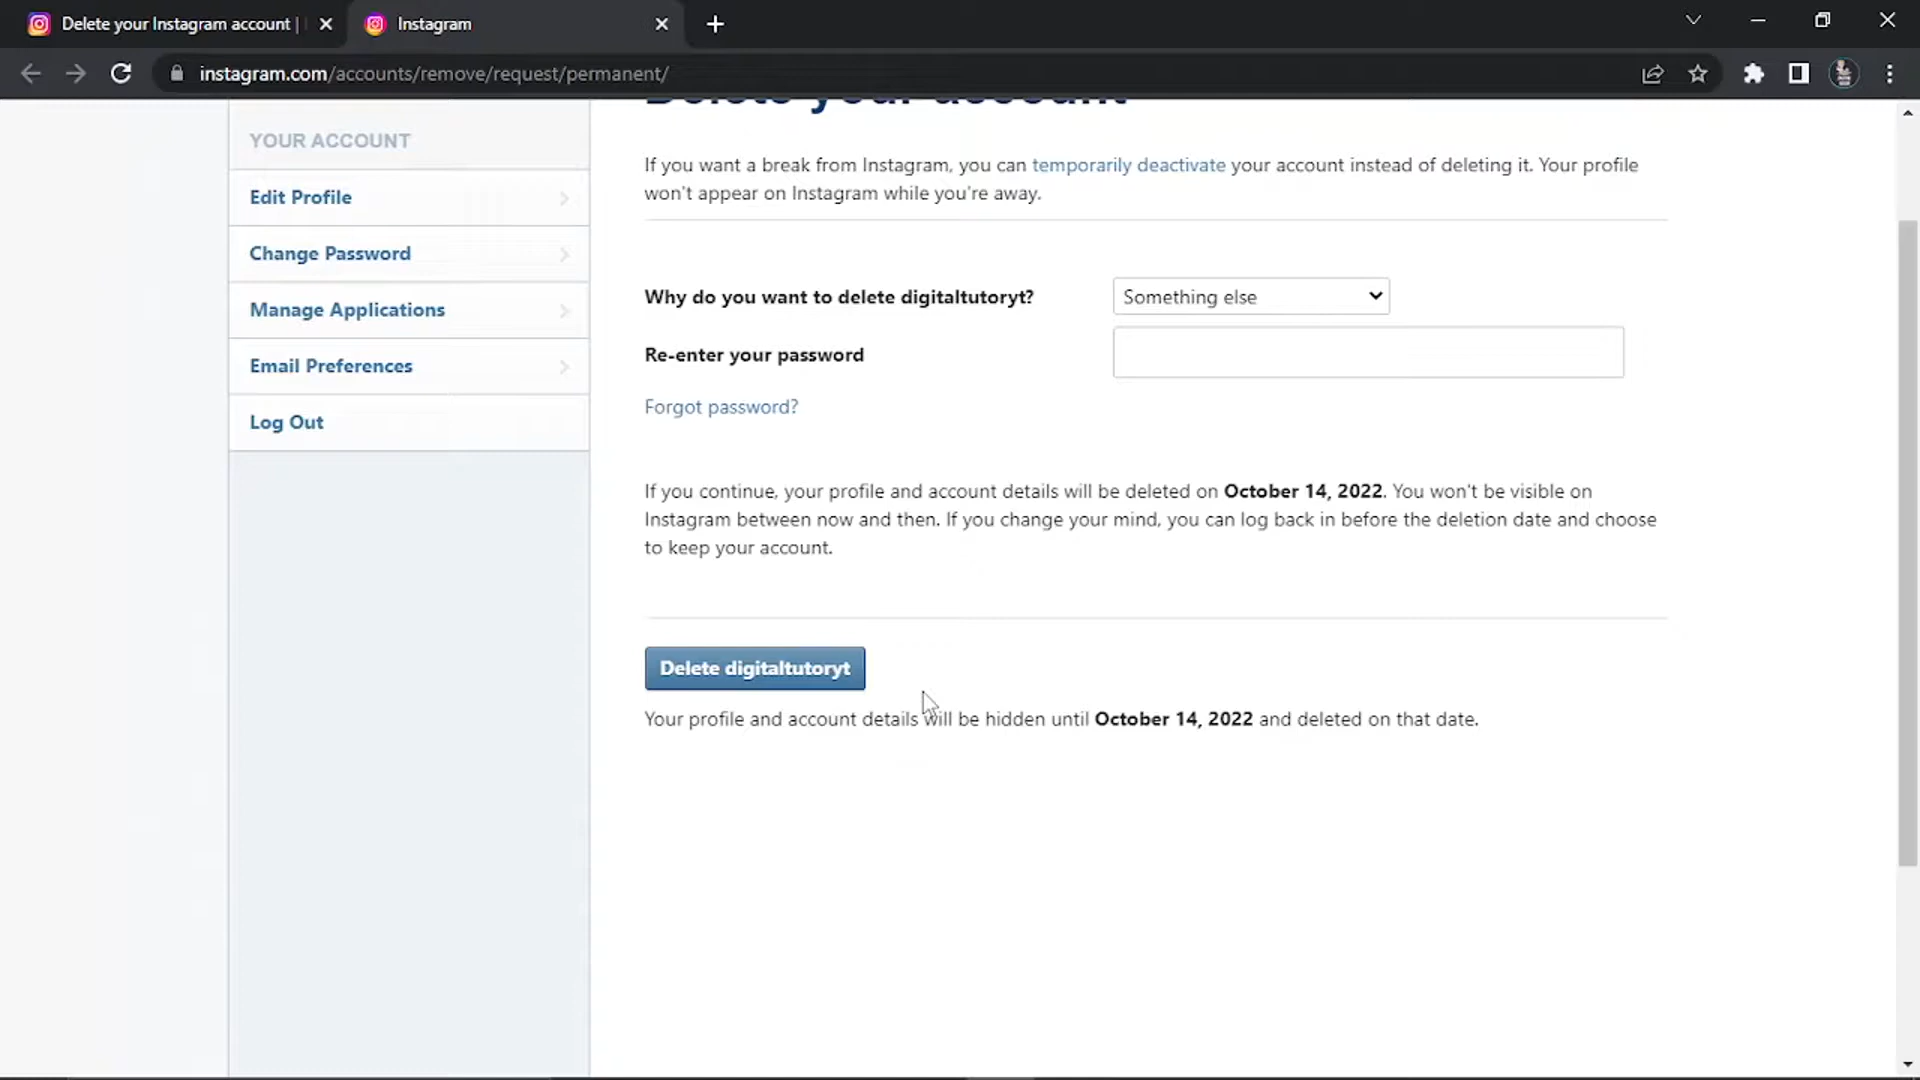 Delete your Instagram account |
Instagram
instagram.com/accounts/remove/request/permanent/
Delete your account
YOUR ACCOUNT
Edit Profile
Change Password
Manage Applications
Email Preferences
Log Out
If you want a break from Instagram, you can temporarily deactivate your account instead of deleting it. Your profile
won't appear on Instagram while you're away.
Why do you want to delete digitaltutoryt?
Something else
Re-enter your password
Forgot password?
If you continue, your profile and account details will be deleted on October 14, 2022. You won't be visible on
Instagram between now and then. If you change your mind, you can log back in before the deletion date and choose
to keep your account.
Delete digitaltutoryt
Your profile and account details will be hidden until October 14, 2022 and deleted on that date.